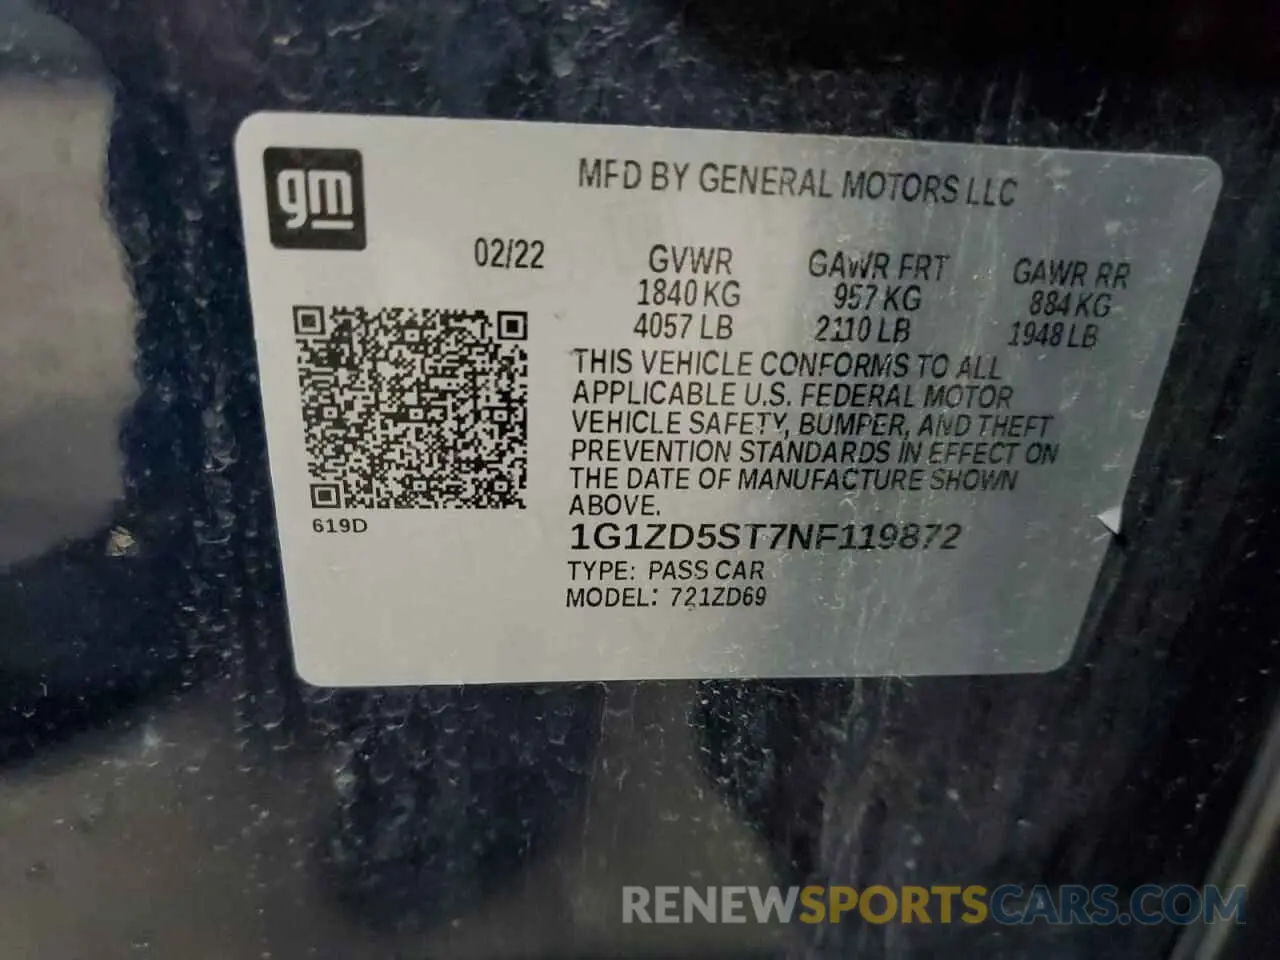 gm
MFD BY GENERAL MOTORS LLC
02/22 GVWR GAWR FRT GAWR RR
1840 KG 957 KG 884 KG
4057 LB 2110 LB 1948 LB
THIS VEHICLE CONFORMS TO ALL
APPLICABLE U.S. FEDERAL MOTOR
VEHICLE SAFETY, BUMPER, AND THEFT
PREVENTION STANDARDS IN EFFECT ON
THE DATE OF MANUFACTURE SHOWN
ABOVE.
619D
1G1ZD5ST7NF119872
TYPE: PASS CAR
MODEL: 721ZD69
RENEWSPORTSCARS.COM